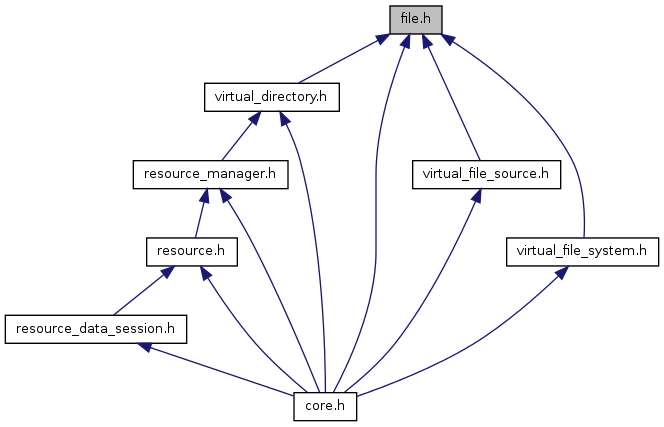 file.h
virtual_directory.h
resource_manager.h
virtual_file_source.h
resource.h
virtual_file_system.h
resource_data_session.h
core.h